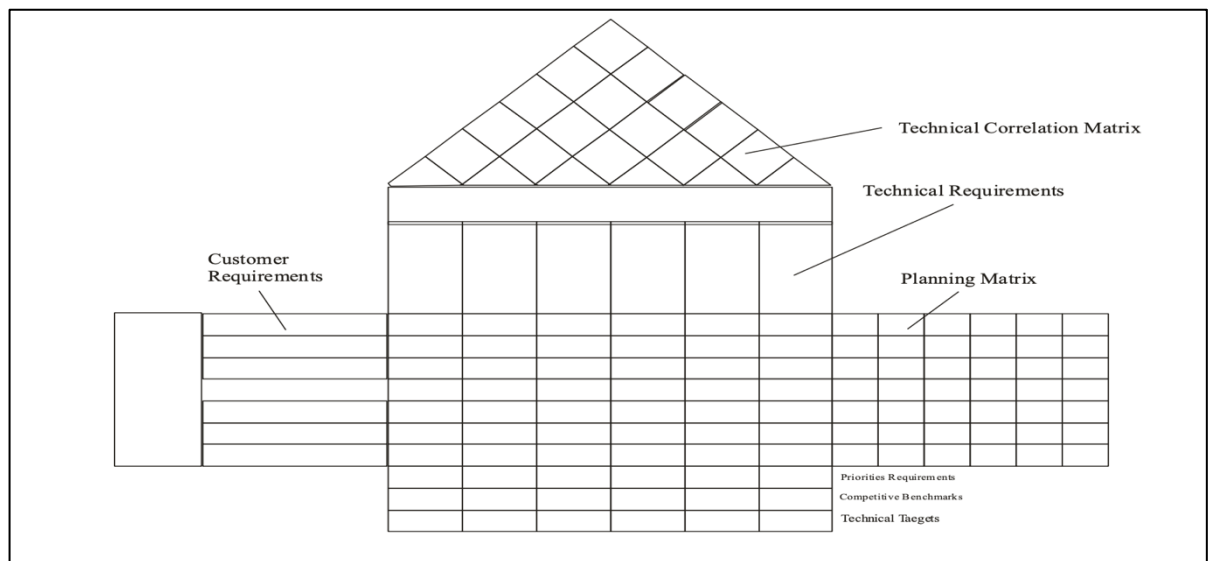 Technical Correlation Matrix
Technical Requirements
Customer
Requirements
Planning Matrix
Priorities Requirements
Competitive Benchmarks
Technical Taegets